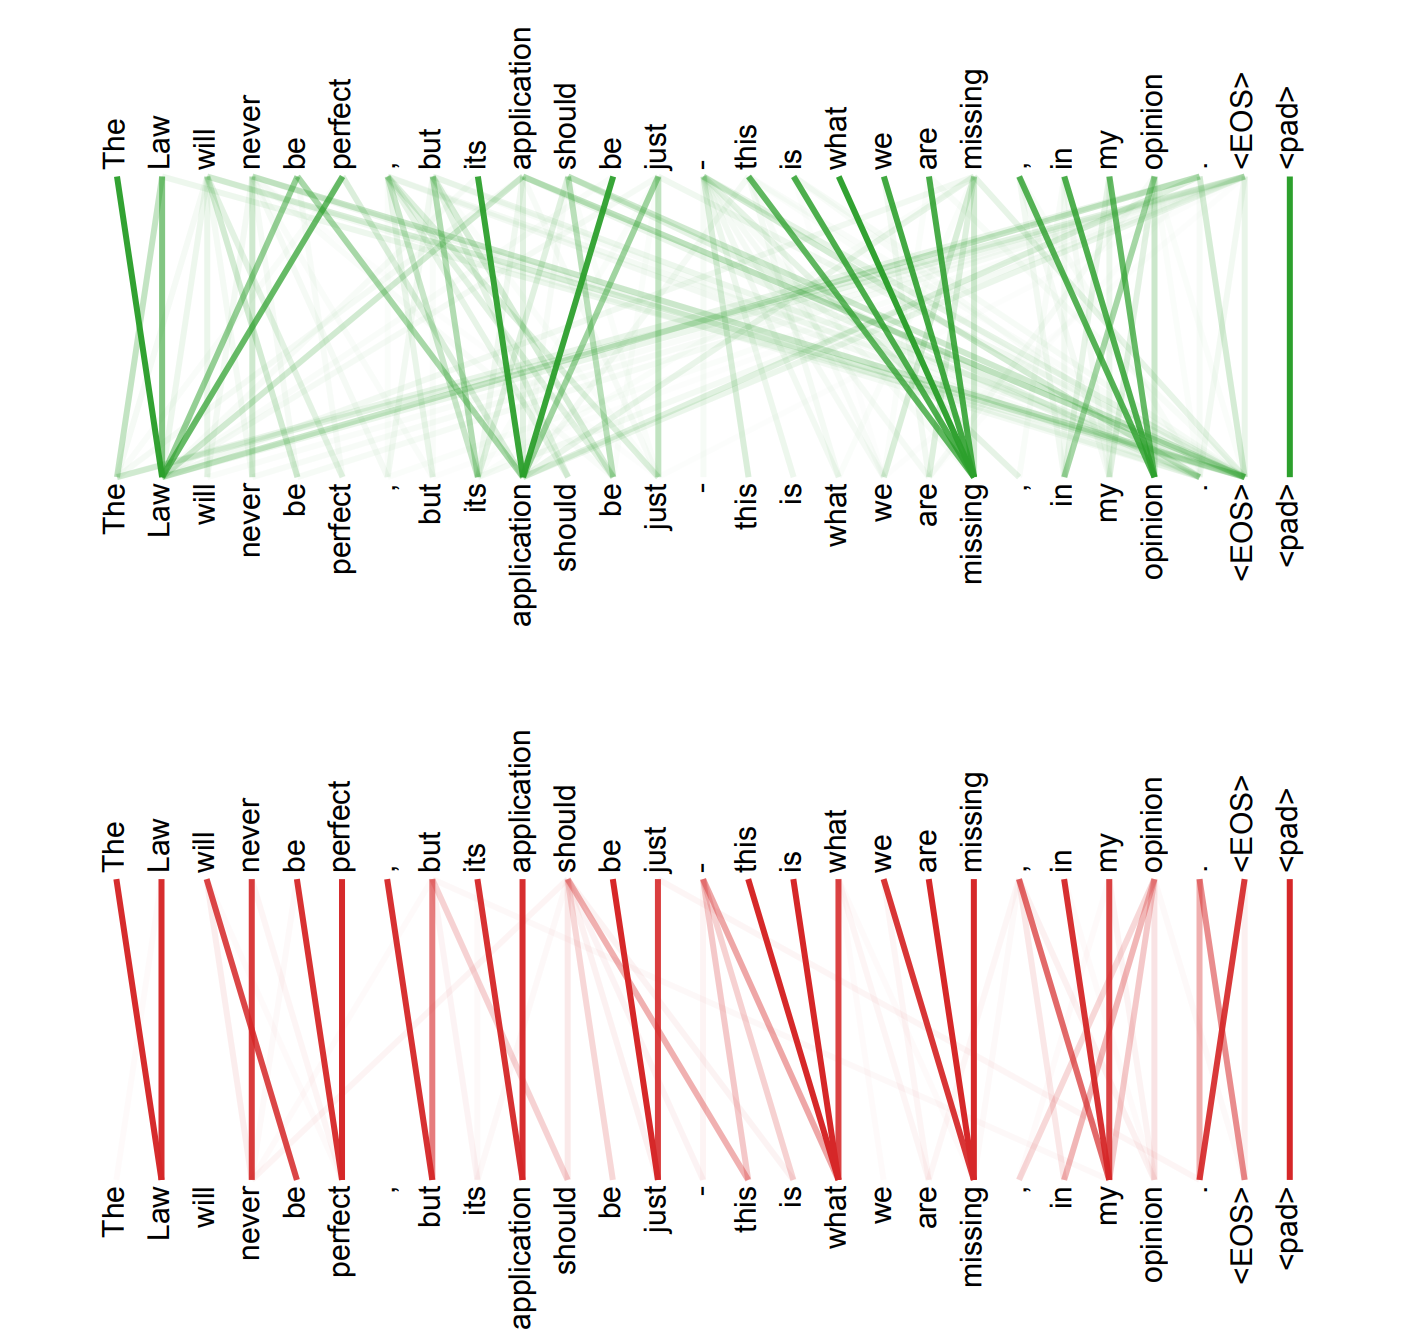 The Law will never be perfect , but its application should be just - this is what we are missing , in my opinion . <EOS> <pad>
The Law will never be perfect , but its application should be just - this is what we are missing , in my opinion . <EOS> <pad>
The Law will never be perfect , but its application should be just - this is what we are missing , in my opinion . <EOS> <pad>
The Law will never be perfect , but its application should be just - this is what we are missing , in my opinion . <EOS> <pad>